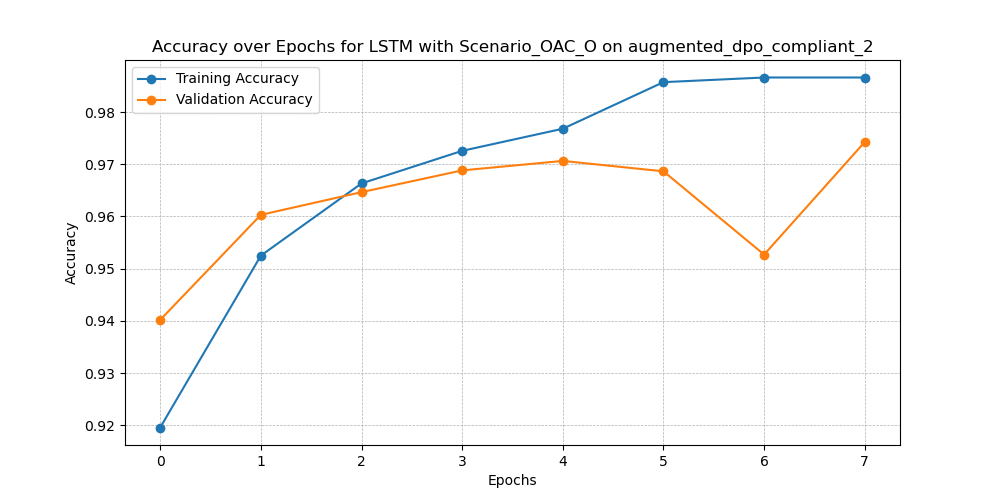 Accuracy over Epochs for LSTM with Scenario_OAC_O on augmented_dpo_compliant_2
Training Accuracy
Validation Accuracy
0.98
0.97
0.96
0.95
0.94
0.93
0.92
Accuracy
0 1 2 3 4 5 6 7
Epochs